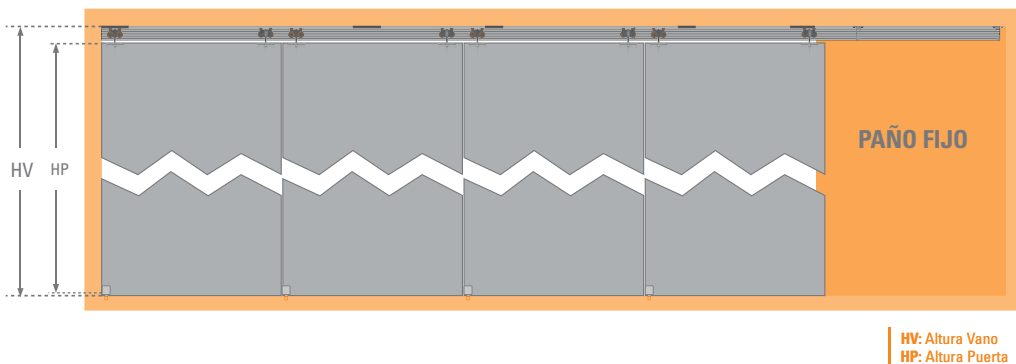 HV
HP
PAÑO FIJO
HV: Altura Vano
HP: Altura Puerta